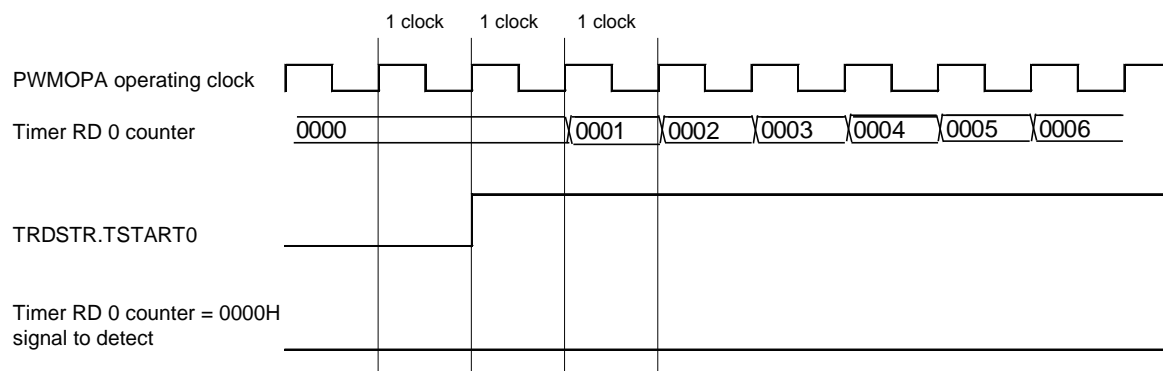 1 clock 1 clock 1 clock
PWMOPA operating clock
Timer RD 0 counter 0000 0001 0002 0003 0004 0005 0006
TRDSTR.TSTART0
Timer RD 0 counter = 0000H
signal to detect